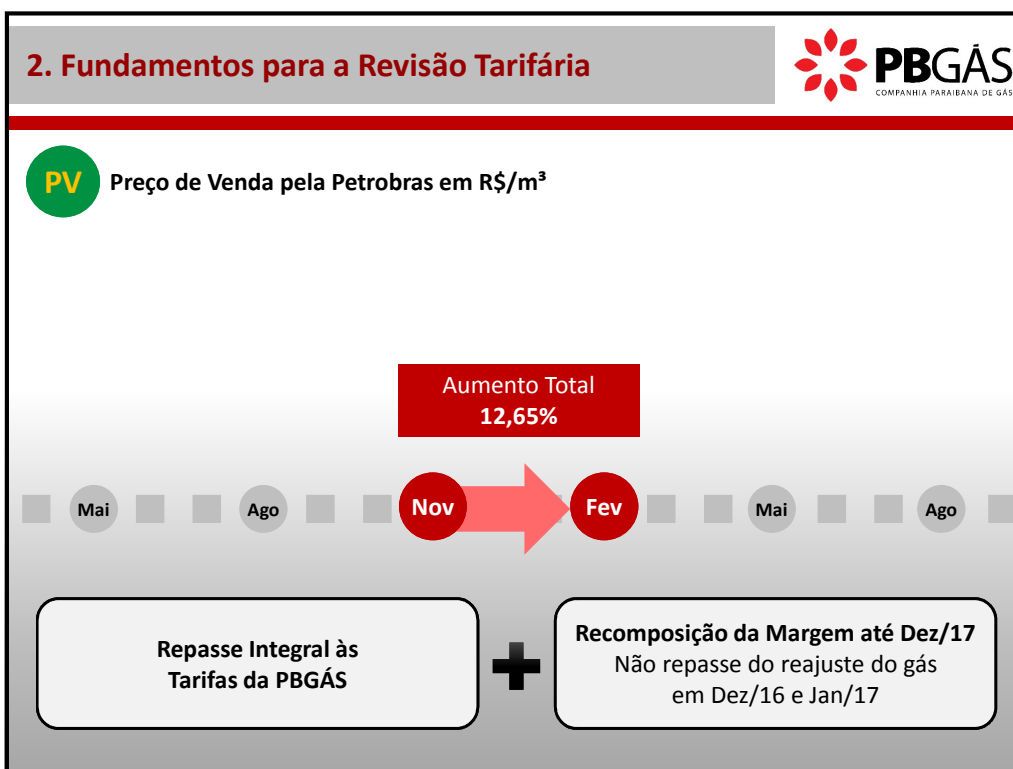 2. Fundamentos para a Revisão Tarifária
PBGÁS
COMPANHIA PARAIBANA DE GÁS
PV
Preço de Venda pela Petrobras em R$/m³
Aumento Total
12,65%
Mai
Ago
Nov
Fev
Mai
Ago
Repasse Integral às
Tarifas da PBGÁS
Recomposição da Margem até Dez/17
Não repasse do reajuste do gás
em Dez/16 e Jan/17